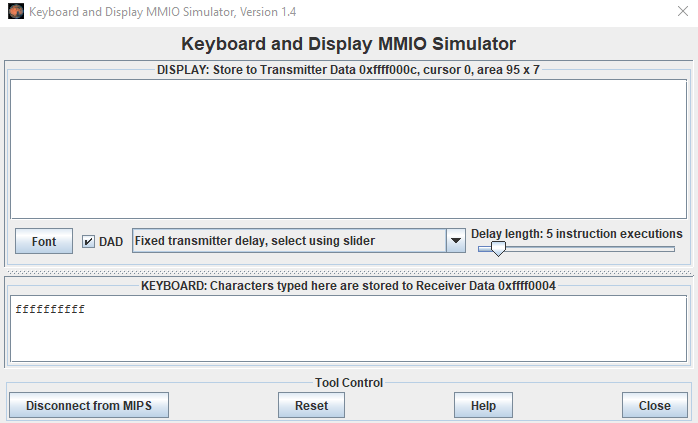 Keyboard and Display MMIO Simulator, Version 1.4
Keyboard and Display MMIO Simulator
DISPLAY: Store to Transmitter Data 0xffff000c, cursor 0, area 95 x 7
Font
DAD
Fixed transmitter delay, select using slider
Delay length: 5 instruction executions
KEYBOARD: Characters typed here are stored to Receiver Data 0xffff0004
ffffffffff
Tool Control
Disconnect from MIPS
Reset
Help
Close